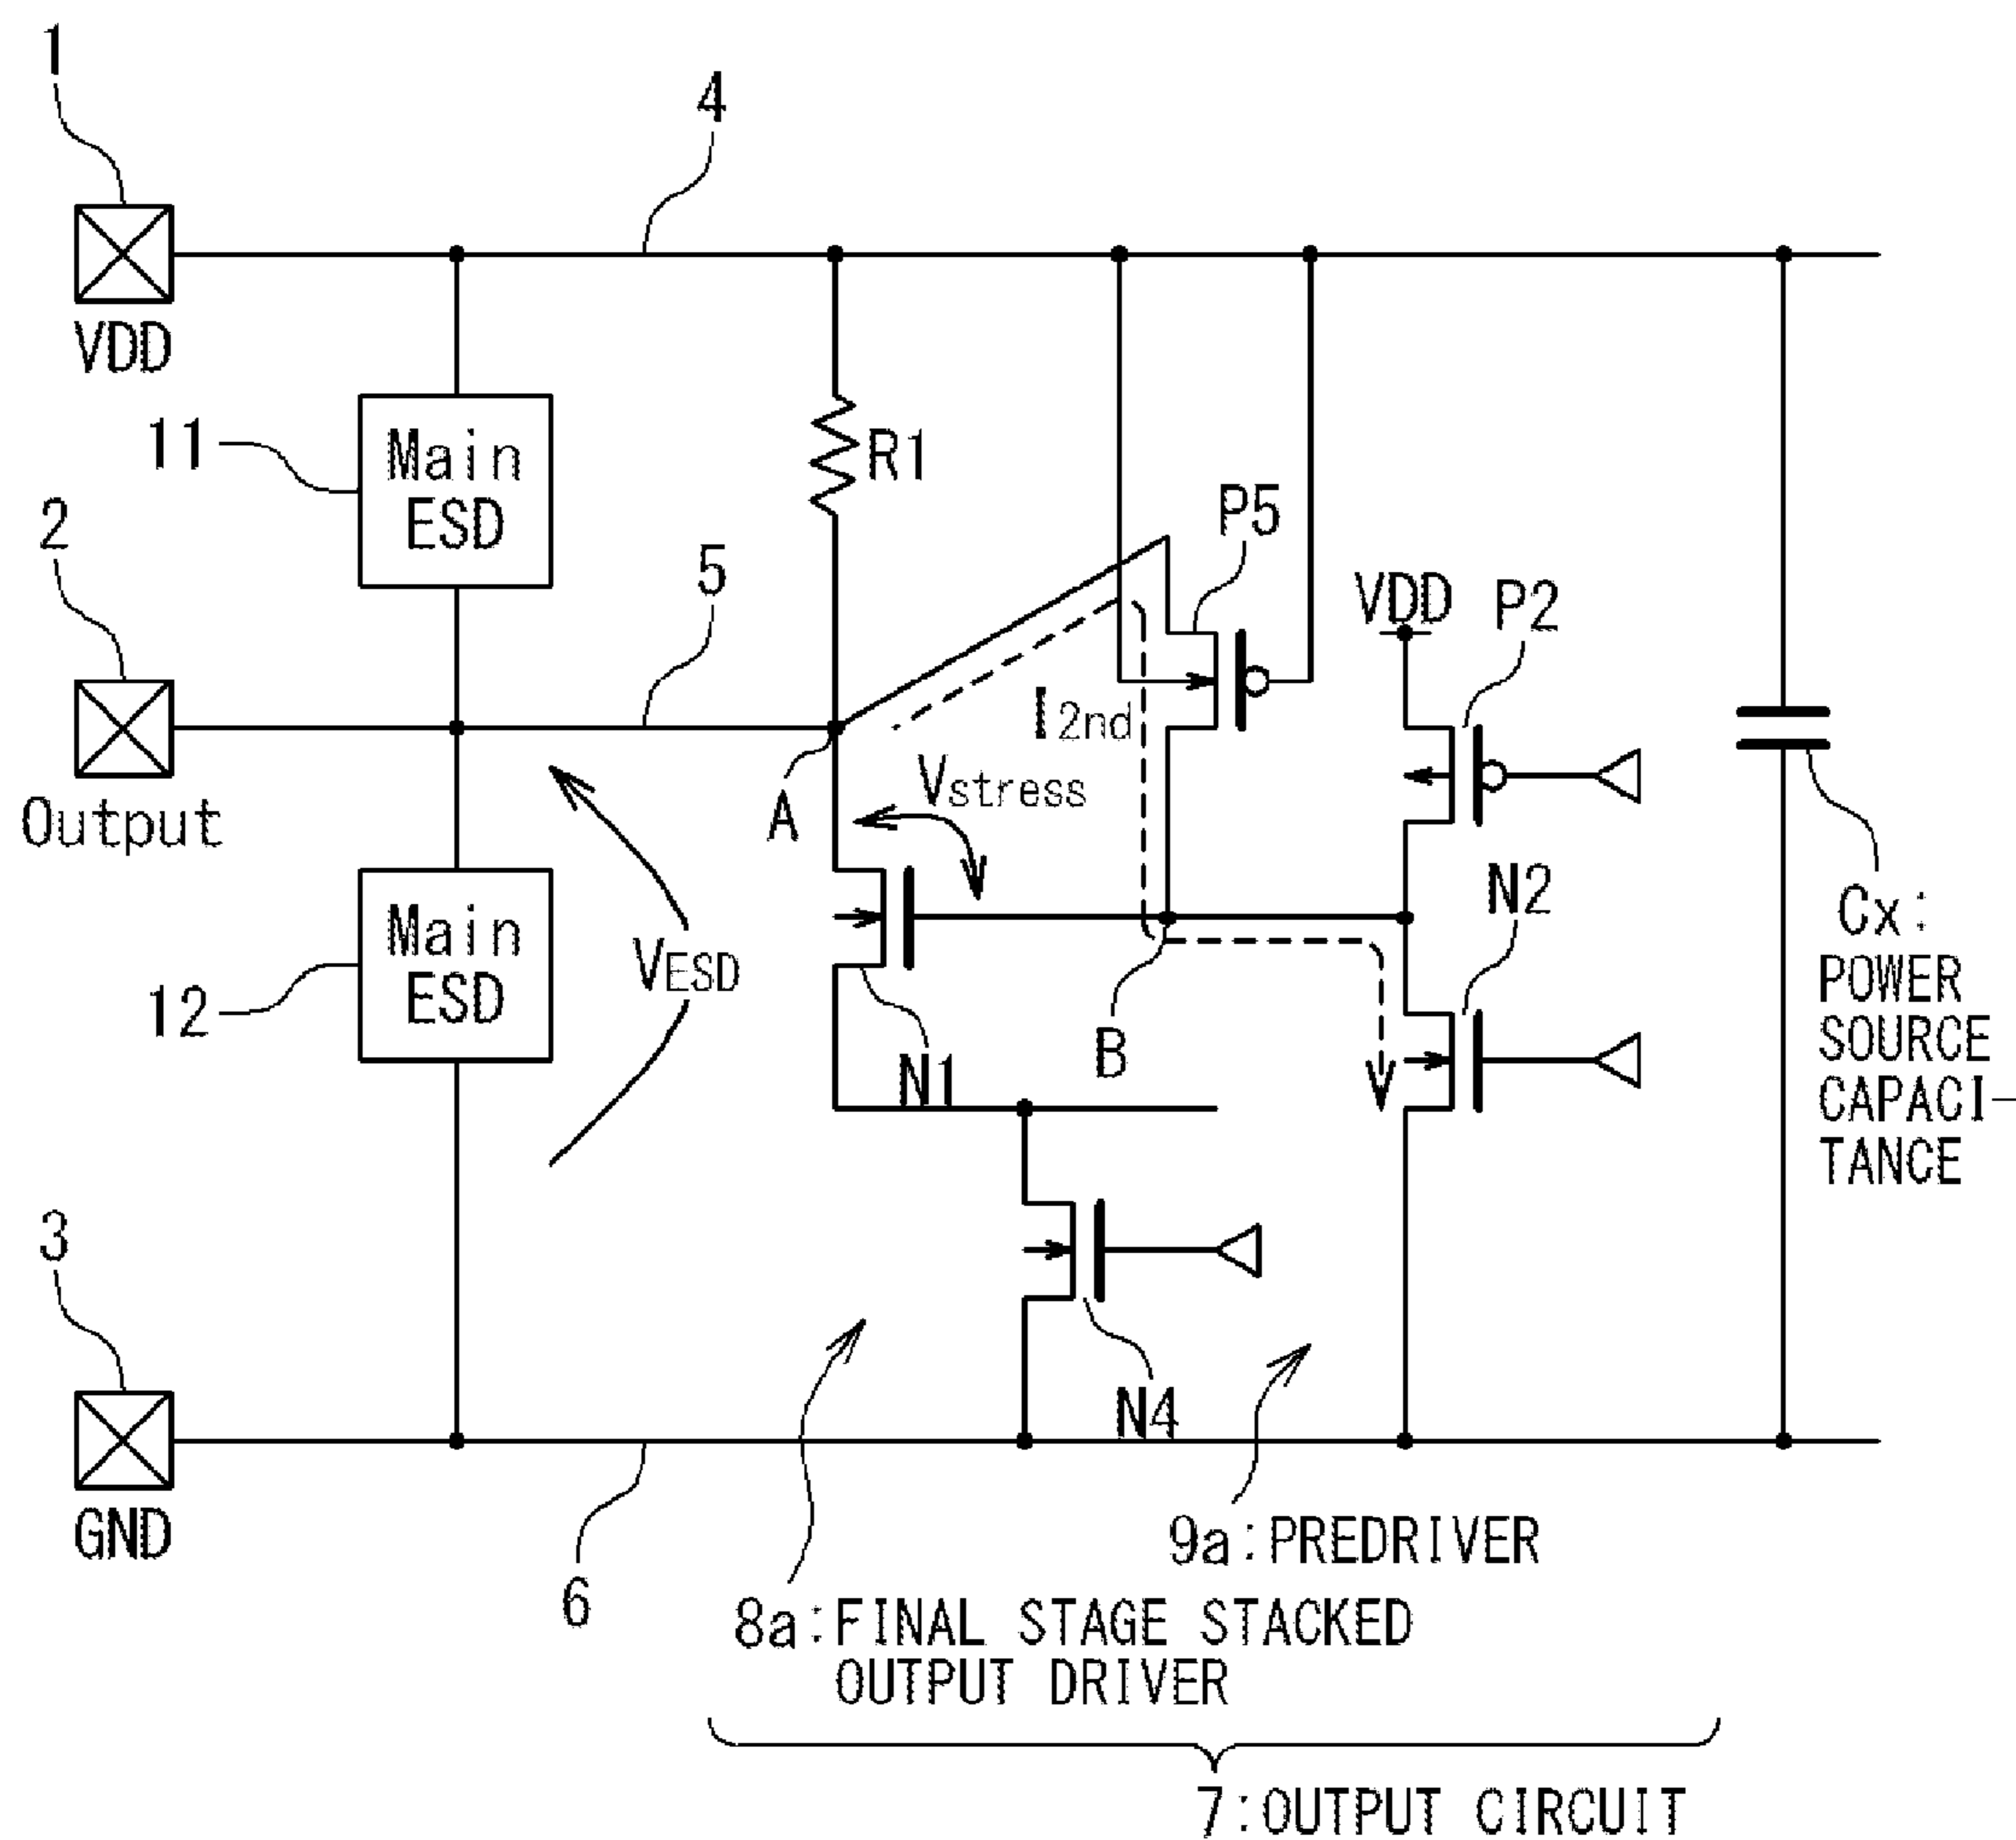 1
4
VDD
11
Main
ESD
R1
P5
2
5
VDD
P2
I2nd
Vstress
A
Output
Main
ESD
12
VESD
N2
Cx:
POWER
SOURCE
CAPACI-
TANCE
B
N1
3
N4
GND
6
9a:PREDRIVER
8a:FINAL STAGE STACKED
OUTPUT DRIVER
7:OUTPUT CIRCUIT